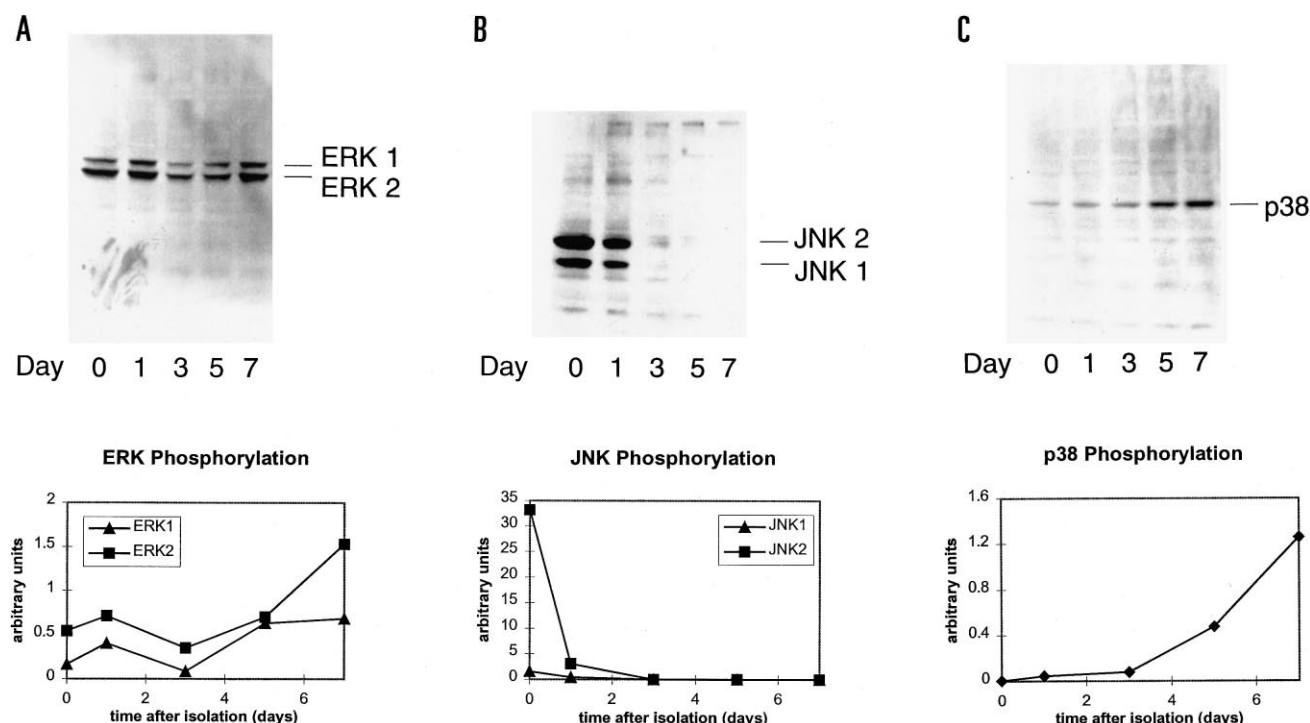 A
ERK 1
ERK 2
Day 0 1 3 5 7
ERK Phosphorylation
arbitrary units
2
1.5
1
0.5
0
ERK1
ERK2
0 2 4 6
time after isolation (days)
B
JNK 2
JNK 1
Day 0 1 3 5 7
JNK Phosphorylation
arbitrary units
35
30
25
20
15
10
5
0
JNK1
JNK2
0 2 4 6
time after isolation (days)
C
p38
Day 0 1 3 5 7
p38 Phosphorylation
arbitrary units
1.6
1.2
0.8
0.4
0
0 2 4 6
time after isolation (days)